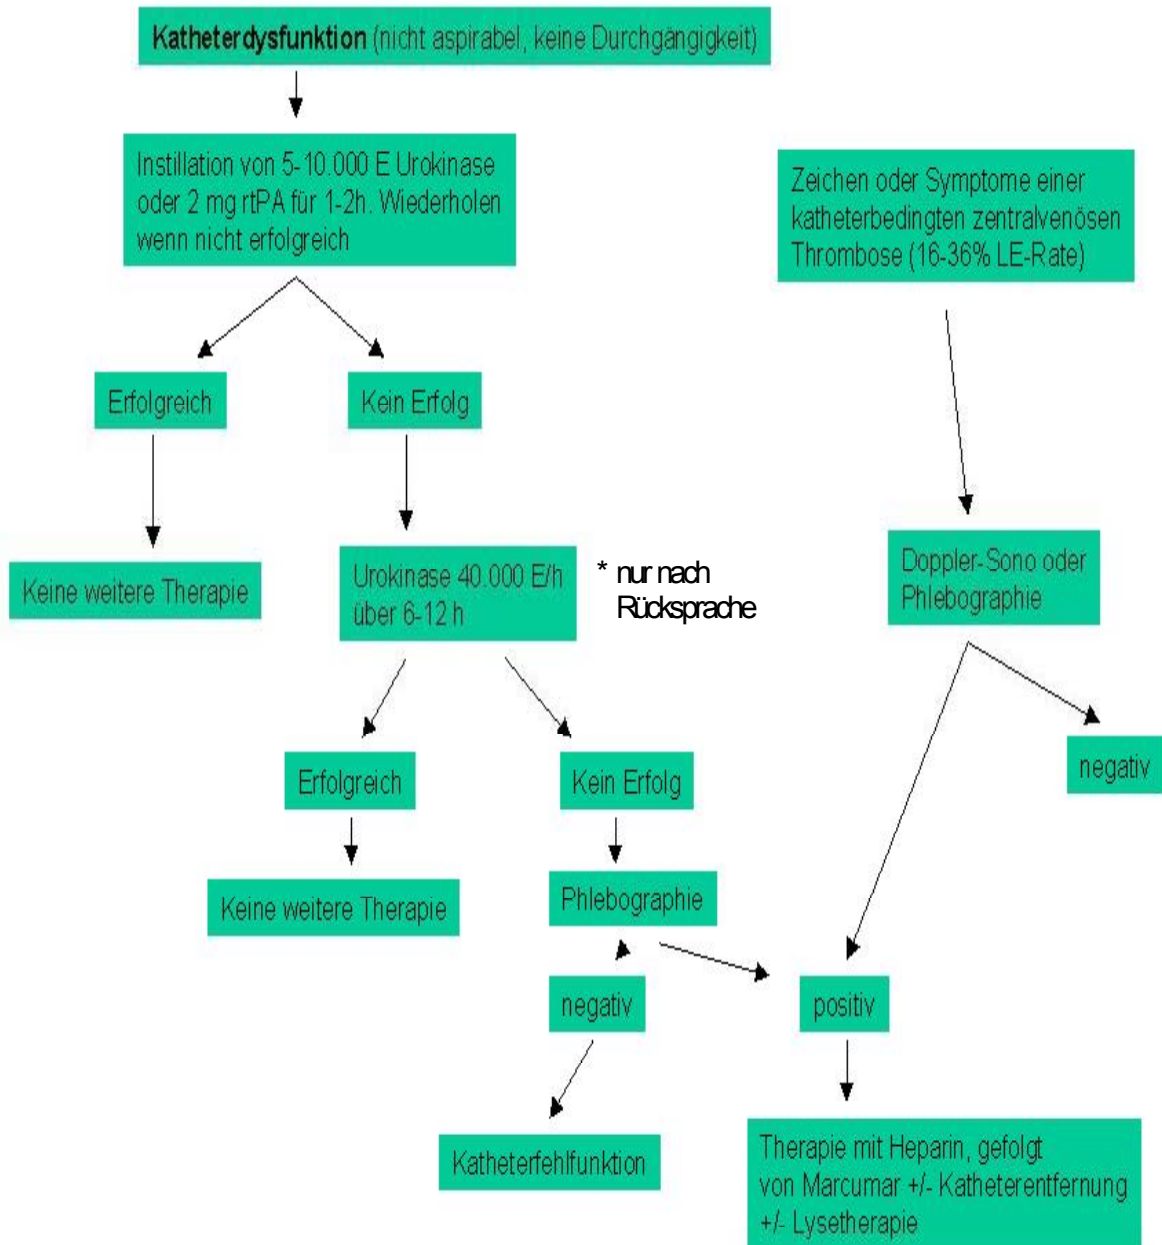 Katheterdysfunktion (nicht aspirabel, keine Durchgängigkeit)
Instillation von 5-10.000 E Urokinase
oder 2 mg rtPA für 1-2h. Wiederholen
wenn nicht erfolgreich
Zeichen oder Symptome einer
katheterbedingten zentralvenösen
Thrombose (16-36% LE-Rate)
Erfolgreich
Kein Erfolg
Keine weitere Therapie
Urokinase 40.000 E/h
über 6-12 h
* nur nach
Rücksprache
Doppler-Sono oder
Phlebographie
Erfolgreich
Kein Erfolg
negativ
Keine weitere Therapie
Phlebographie
negativ
positiv
Katheterfehlfunktion
Therapie mit Heparin, gefolgt
von Marcumar +/- Katheterentfernung
+/- Lysetherapie